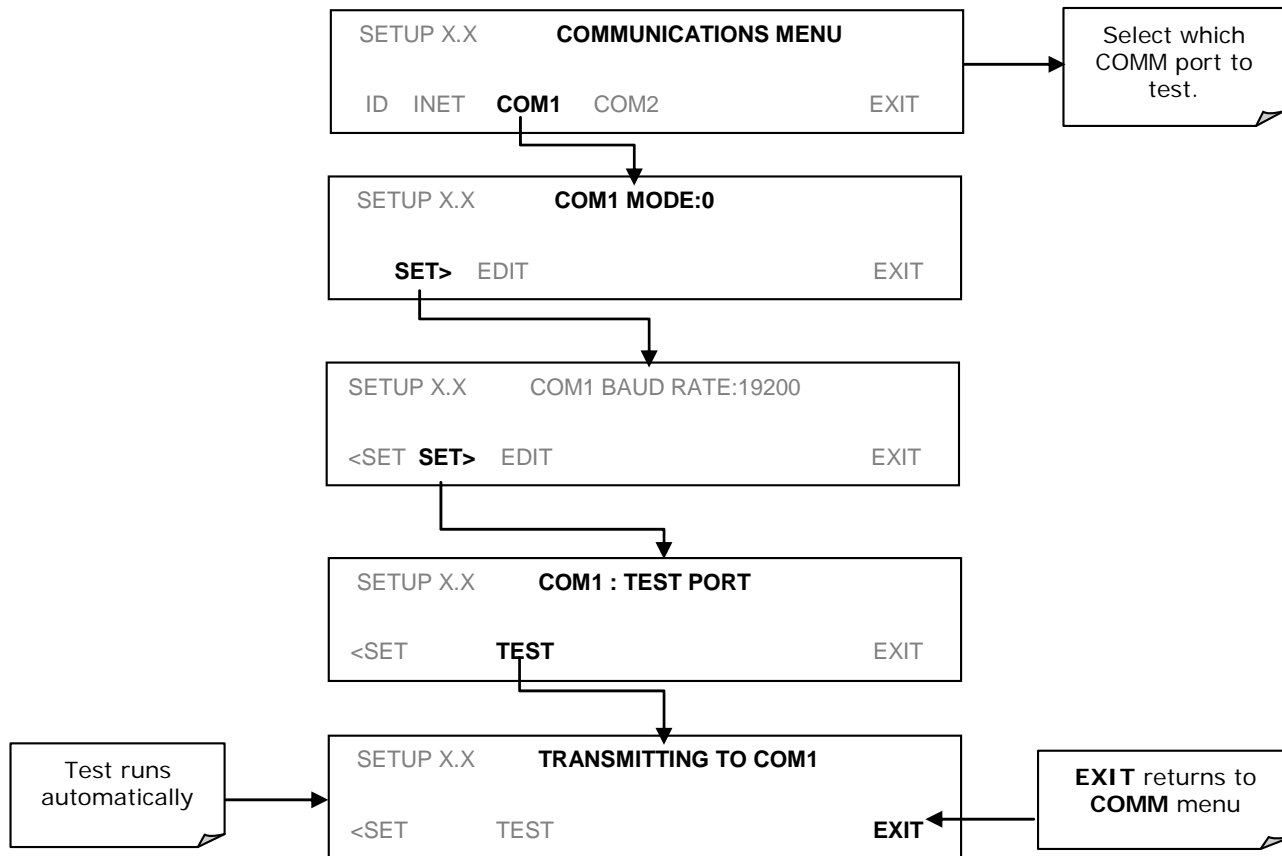 SETUP X.X COMMUNICATIONS MENU
ID INET COM1 COM2 EXIT
Select which
COMM port to
test.
SETUP X.X COM1 MODE:0
SET> EDIT EXIT
SETUP X.X COM1 BAUD RATE:19200
<SET SET> EDIT EXIT
SETUP X.X COM1 : TEST PORT
<SET TEST EXIT
Test runs
automatically
SETUP X.X TRANSMITTING TO COM1
<SET TEST EXIT
EXIT returns to
COMM menu